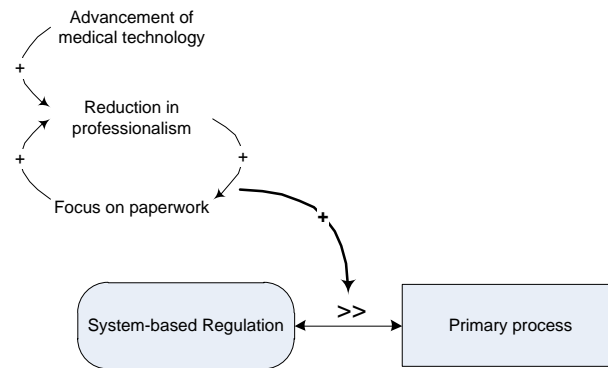 Advancement of
medical technology
+
Reduction in
professionalism
+
+
Focus on paperwork
+
>>
System-based Regulation
Primary process